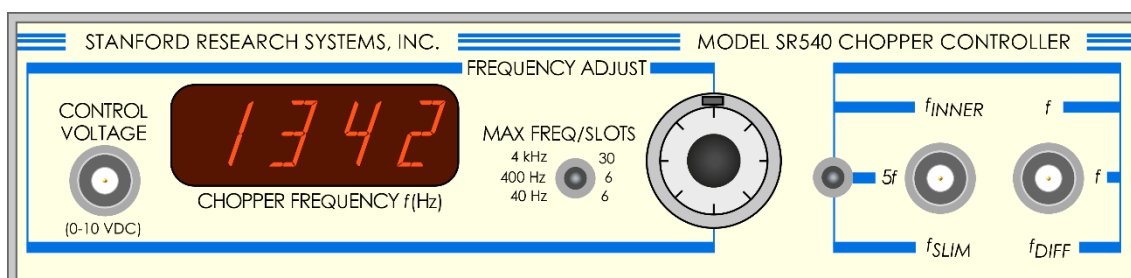 STANFORD RESEARCH SYSTEMS, INC.
MODEL SR540 CHOPPER CONTROLLER
FREQUENCY ADJUST
CONTROL
VOLTAGE
(0-10 VDC)
1342
CHOPPER FREQUENCY f(Hz)
MAX FREQ/SLOTS
4 kHz 30
400 Hz 6
40 Hz 6
fINNER f
5f f
fSLIM fDIFF